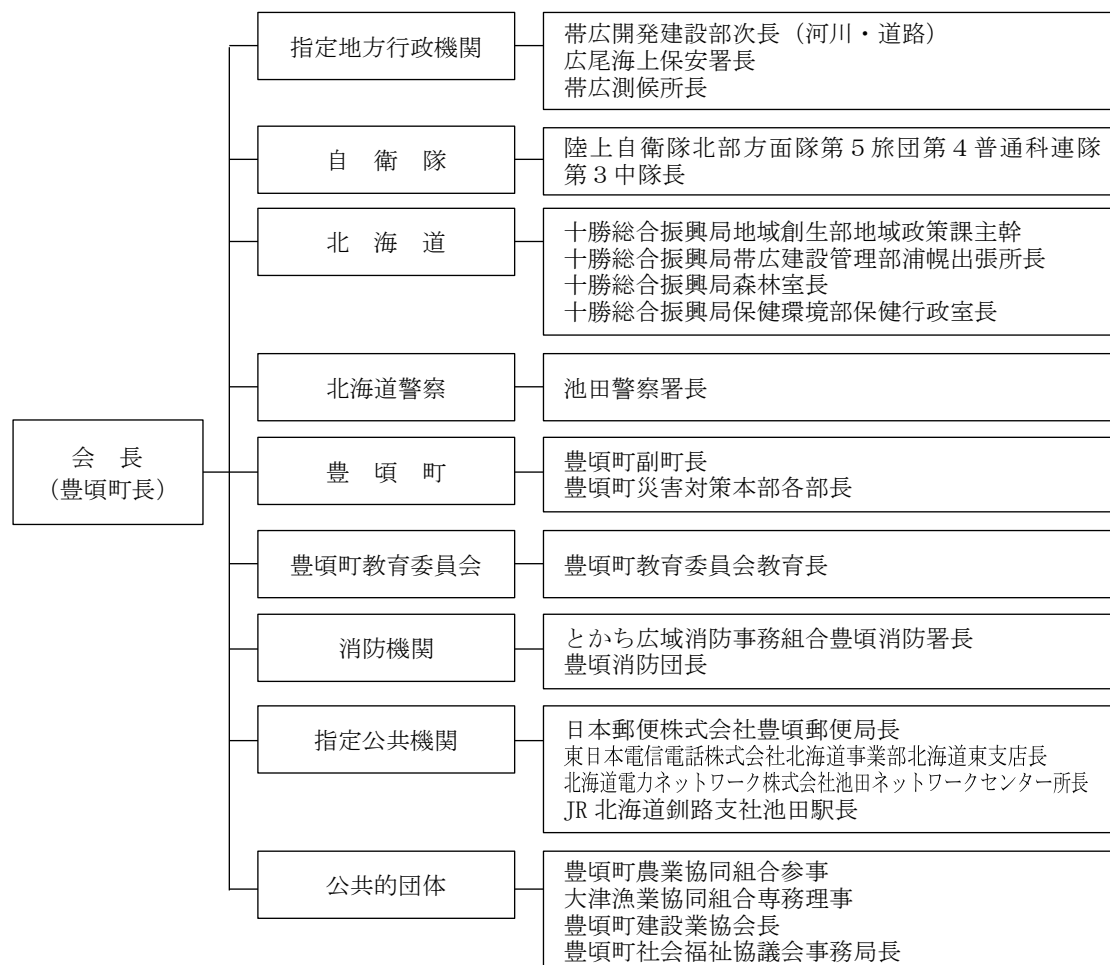 指定地方行政機関
帯広開発建設部次長（河川・道路）
広尾海上保安署長
帯広測候所長
自　衛　隊
陸上自衛隊北部方面隊第５旅団第４普通科連隊
第３中隊長
北　海　道
十勝総合振興局地域創生部地域政策課主幹
十勝総合振興局帯広建設管理部浦幌出張所長
十勝総合振興局森林室長
十勝総合振興局保健環境部保健行政室長
北海道警察
池田警察署長
会　長
（豊頃町長）
豊　頃　町
豊頃町副町長
豊頃町災害対策本部各部長
豊頃町教育委員会
豊頃町教育委員会教育長
消防機関
とかち広域消防事務組合豊頃消防署長
豊頃消防団長
指定公共機関
日本郵便株式会社豊頃郵便局長
東日本電信電話株式会社北海道事業部北海道東支店長
北海道電力ネットワーク株式会社池田ネットワークセンター所長
JR 北海道釧路支社池田駅長
公共的団体
豊頃町農業協同組合参事
大津漁業協同組合専務理事
豊頃町建設業協会長
豊頃町社会福祉協議会事務局長